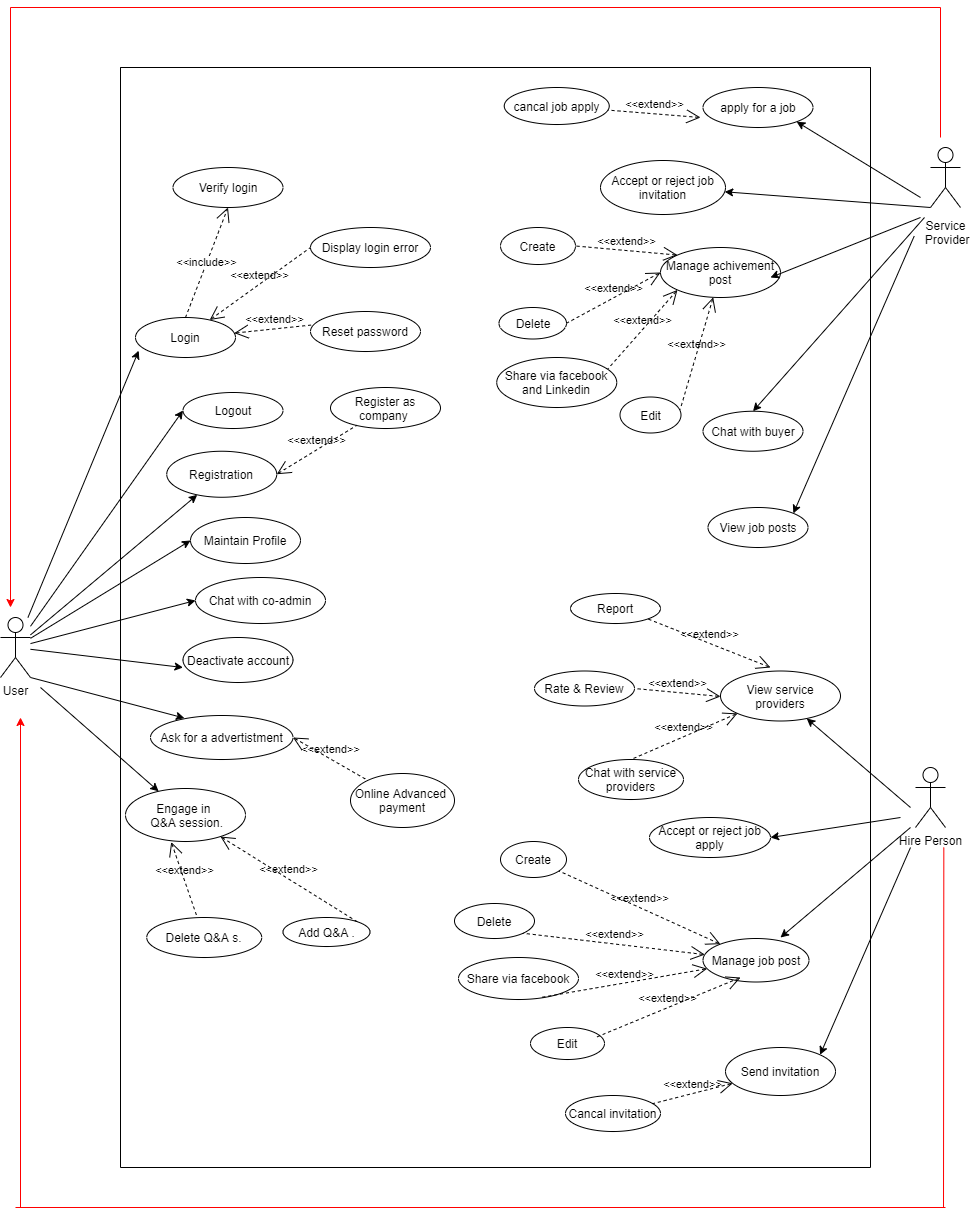 cancal job apply
<<extend>>
apply for a job
Verify login
Accept or reject job
invitation
Service
Provider
Create
<<extend>>
Display login error
<<include>>
<<extend>>
Manage achivement
post
<<extend>>
Delete
<<extend>>
<<extend>>
Login
Reset password
<<extend>>
Share via facebook
and Linkedin
Edit
Register as
company
Logout
<<extend>>
Chat with buyer
Registration
View job posts
Maintain Profile
Chat with co-admin
Report
<<extend>>
Deactivate account
User
Rate & Review
<<extend>>
View service
providers
<<extend>>
Ask for a advertistment
<<extend>>
Chat with service
providers
Online Advanced
payment
Engage in
Q&A session.
Accept or reject job
apply
Hire Person
Create
<<extend>>
<<extend>>
<<extend>>
Delete
<<extend>>
Delete Q&A s.
Add Q&A .
Manage job post
Share via facebook
<<extend>>
<<extend>>
Edit
Send invitation
<<extend>>
Cancal invitation